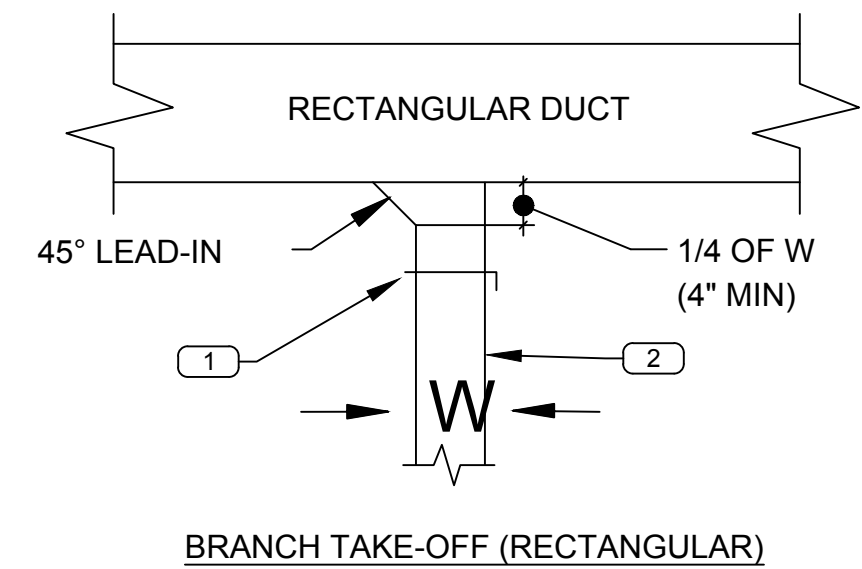 RECTANGULAR DUCT
45° LEAD-IN
1/4 OF W
(4" MIN)
1
2
W
BRANCH TAKE-OFF (RECTANGULAR)